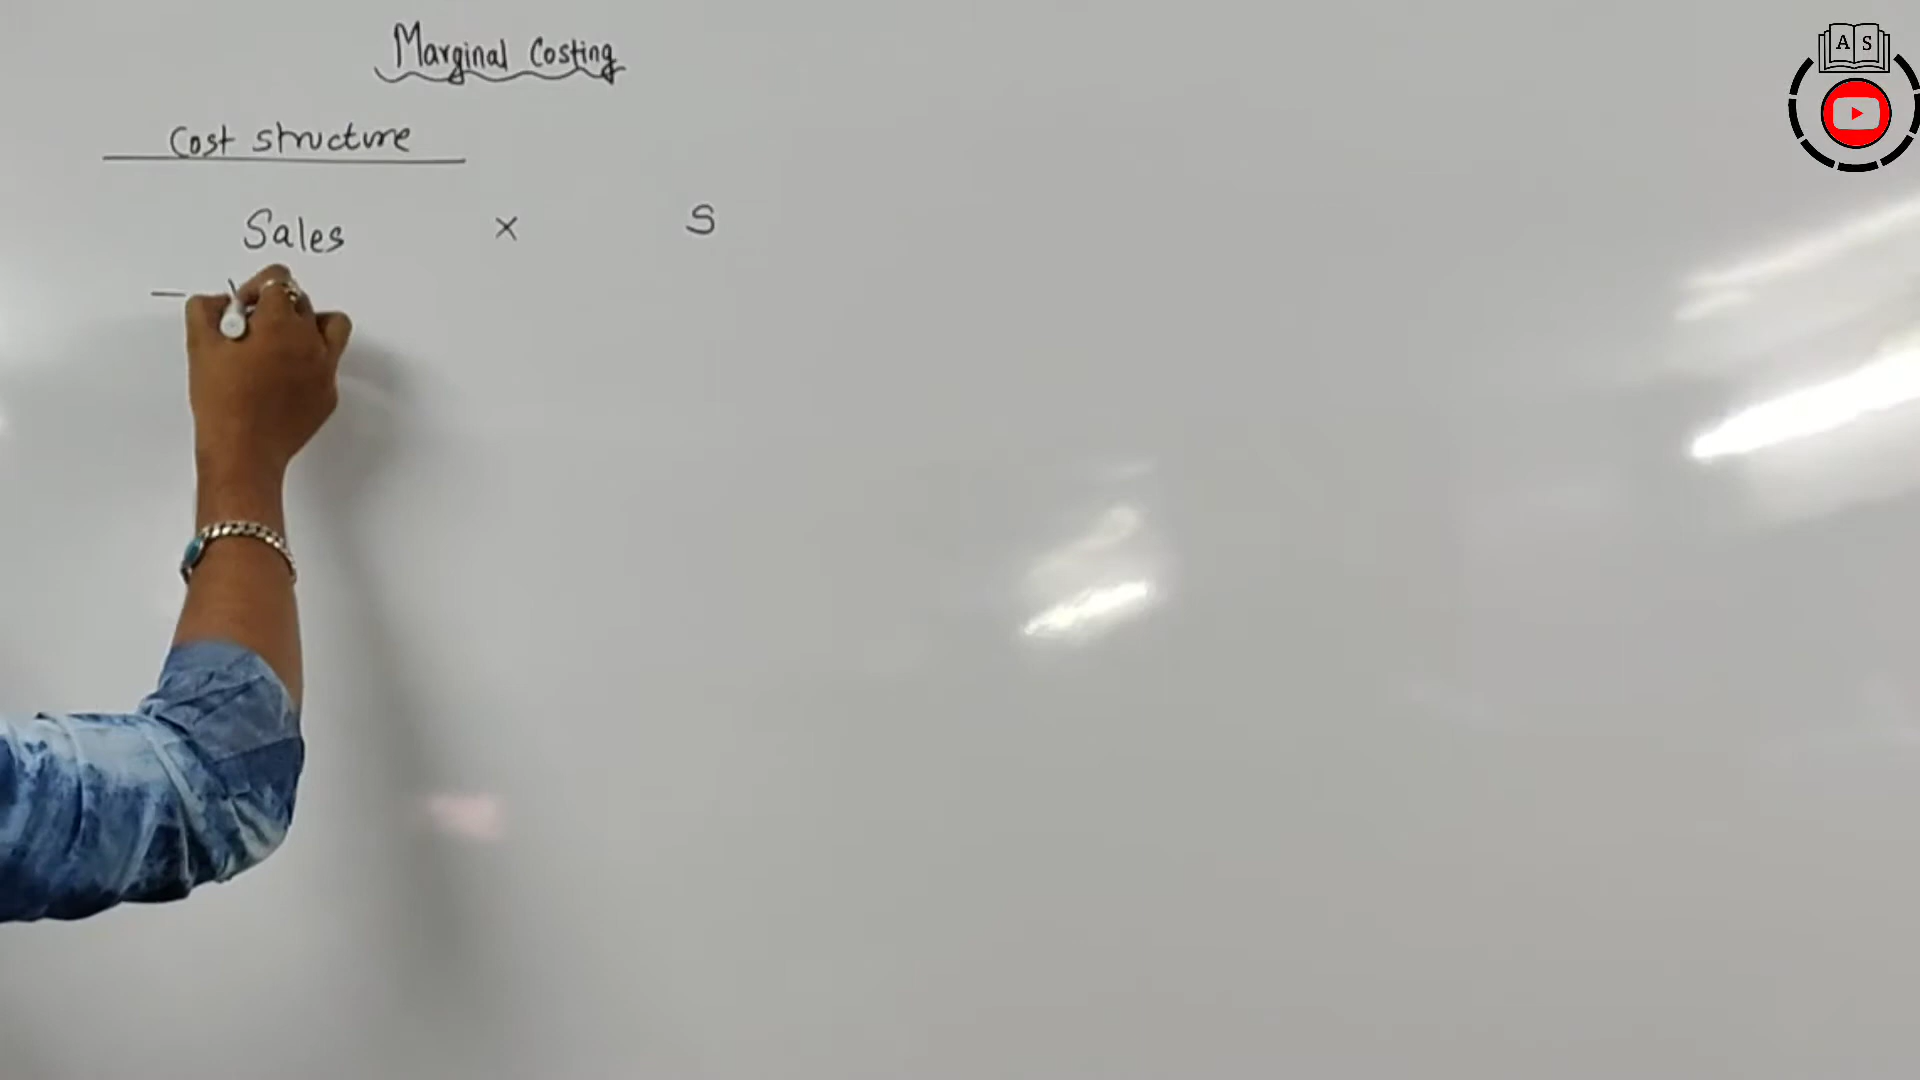 Marginal Costing
Cost structure
Sales × S
—
A S